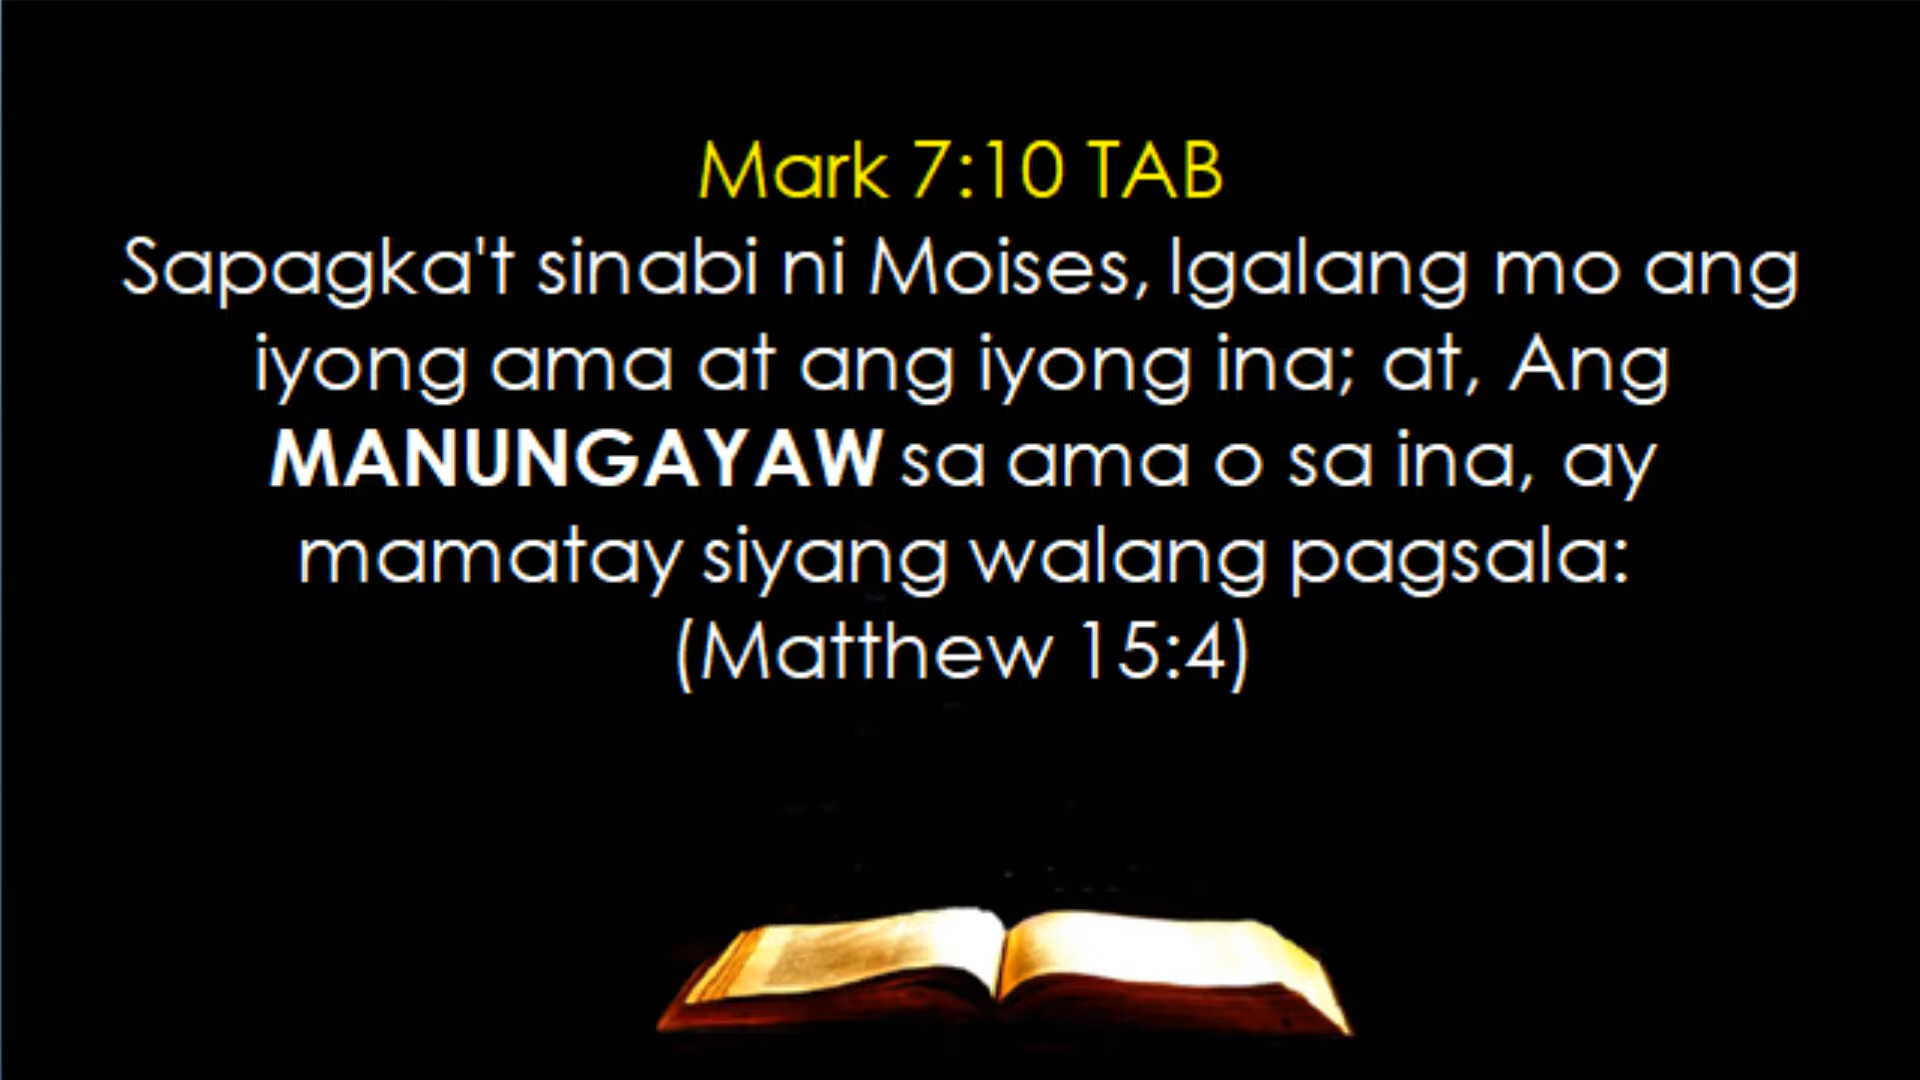 Mark 7:10 TAB
Sapagka't sinabi ni Moises, Igalang mo ang
iyong ama at ang iyong ina; at, Ang
MANUNGAYAW sa ama o sa ina, ay
mamatay siyang walang pagsala:
(Matthew 15:4)